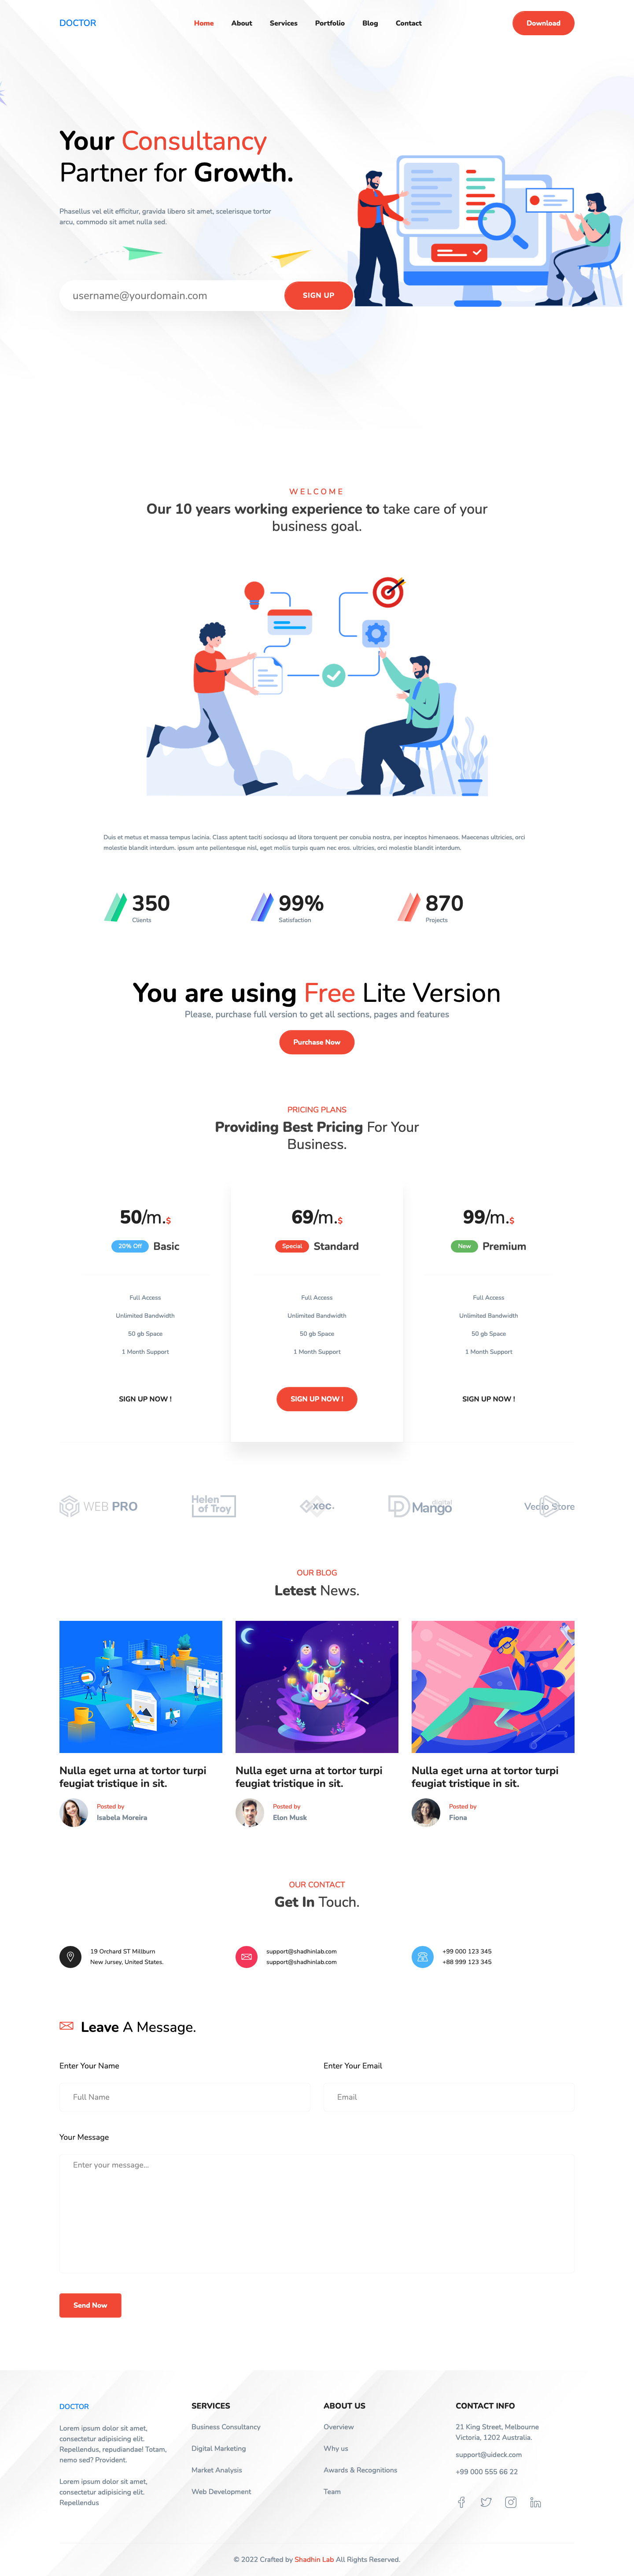 DOCTOR
Home
About
Services
Portfolio
Blog
Contact
Download
Your Consultancy
Partner for Growth.
Phasellus vel elit efficitur, gravida libero sit amet, scelerisque tortor
arcu, commodo sit amet nulla sed.
username@yourdomain.com
SIGN UP
WELCOME
Our 10 years working experience to take care of your
business goal.
Duis et metus et massa tempus lacinia. Class aptent taciti sociosqu ad litora torquent per conubia nostra, per inceptos himenaeos. Maecenas ultricies, orci
molestie blandit interdum. ipsum ante pellentesque nisl, eget mollis turpis quam nec eros. ultricies, orci molestie blandit interdum.
350
Clients
99%
Satisfaction
870
Projects
You are using Free Lite Version
Please, purchase full version to get all sections, pages and features
Purchase Now
PRICING PLANS
Providing Best Pricing For Your
Business.
50/m.$
20% Off Basic
Full Access
Unlimited Bandwidth
50 gb Space
1 Month Support
SIGN UP NOW !
69/m.$
Special Standard
Full Access
Unlimited Bandwidth
50 gb Space
1 Month Support
SIGN UP NOW !
99/m.$
New Premium
Full Access
Unlimited Bandwidth
50 gb Space
1 Month Support
SIGN UP NOW !
WEB PRO
Helen
of Troy
exec.
digital
Mango
Vedio Store
OUR BLOG
Letest News.
Nulla eget urna at tortor turpi
feugiat tristique in sit.
Posted by
Isabela Moreira
Nulla eget urna at tortor turpi
feugiat tristique in sit.
Posted by
Elon Musk
Nulla eget urna at tortor turpi
feugiat tristique in sit.
Posted by
Fiona
OUR CONTACT
Get In Touch.
19 Orchard ST Millburn
New Jursey, United States.
support@shadhinlab.com
support@shadhinlab.com
+99 000 123 345
+88 999 123 345
Leave A Message.
Enter Your Name
Full Name
Enter Your Email
Email
Your Message
Enter your message...
Send Now
DOCTOR
Lorem ipsum dolor sit amet,
consectetur adipisicing elit.
Repellendus, repudiandae! Totam,
nemo sed? Provident.
Lorem ipsum dolor sit amet,
consectetur adipisicing elit.
Repellendus
SERVICES
Business Consultancy
Digital Marketing
Market Analysis
Web Development
ABOUT US
Overview
Why us
Awards & Recognitions
Team
CONTACT INFO
21 King Street, Melbourne
Victoria, 1202 Australia.
support@uideck.com
+99 000 555 66 22
© 2022 Crafted by Shadhin Lab All Rights Reserved.